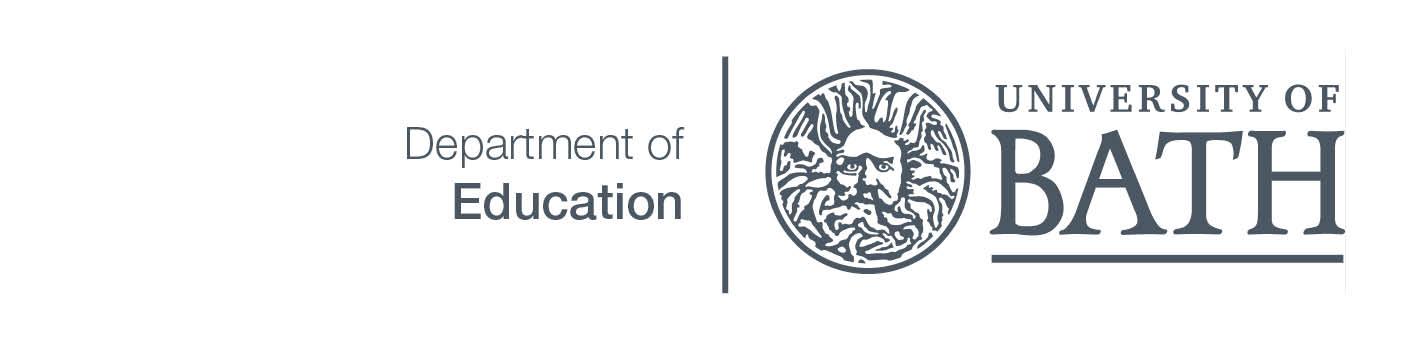 Department of
Education
UNIVERSITY OF
BATH